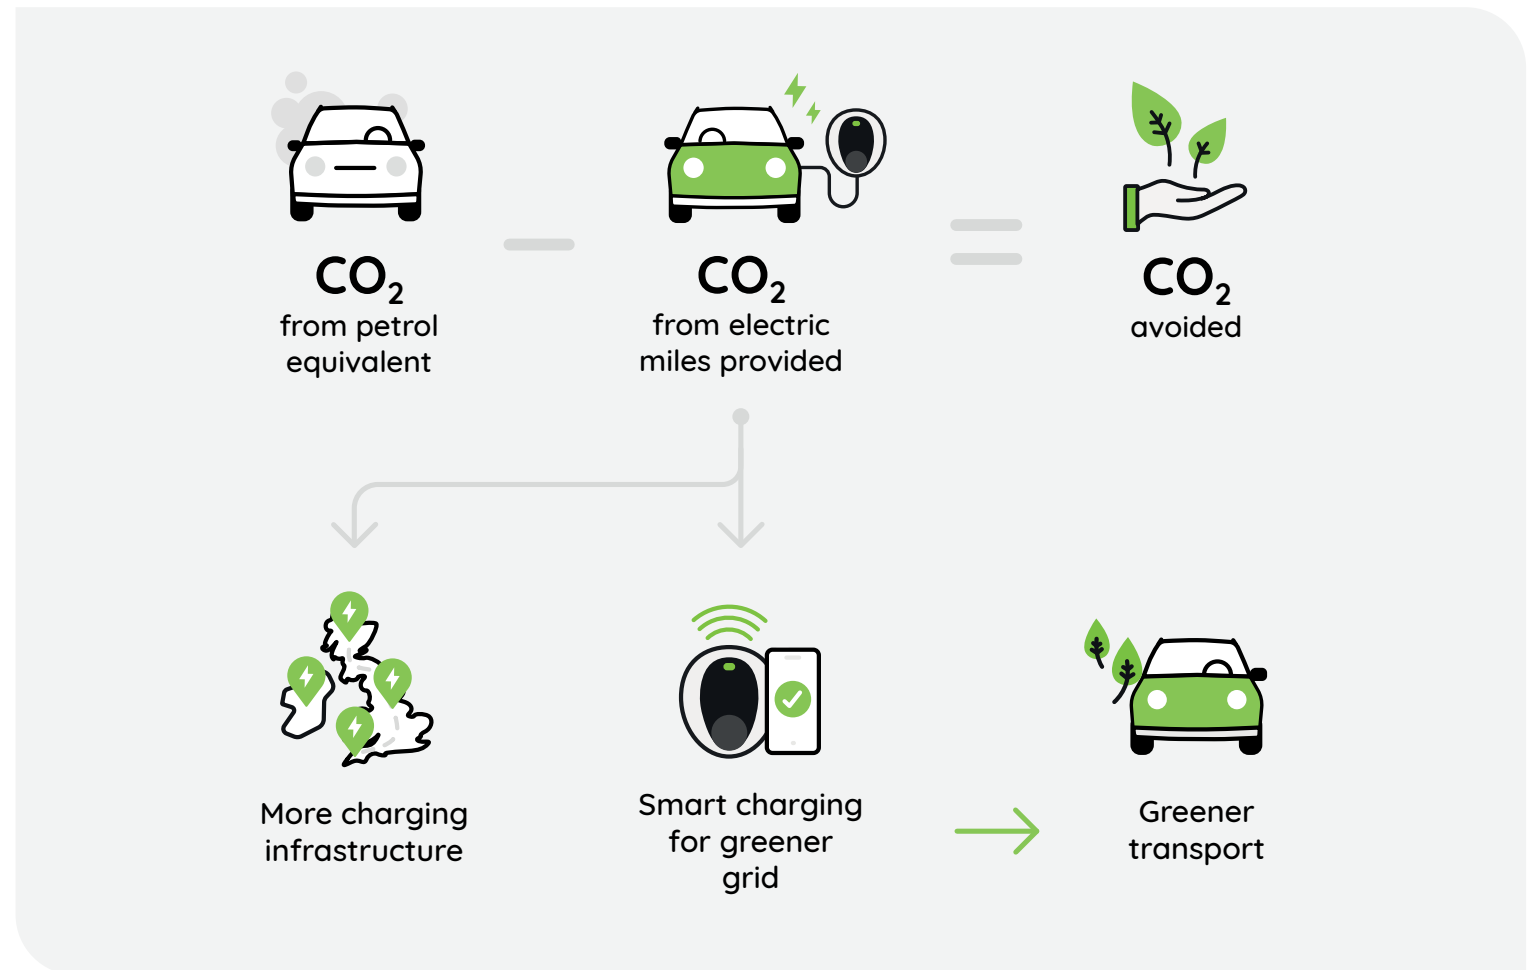 CO₂
from petrol
equivalent
CO₂
from electric
miles provided
CO₂
avoided
More charging
infrastructure
Smart charging
for greener
grid
Greener
transport